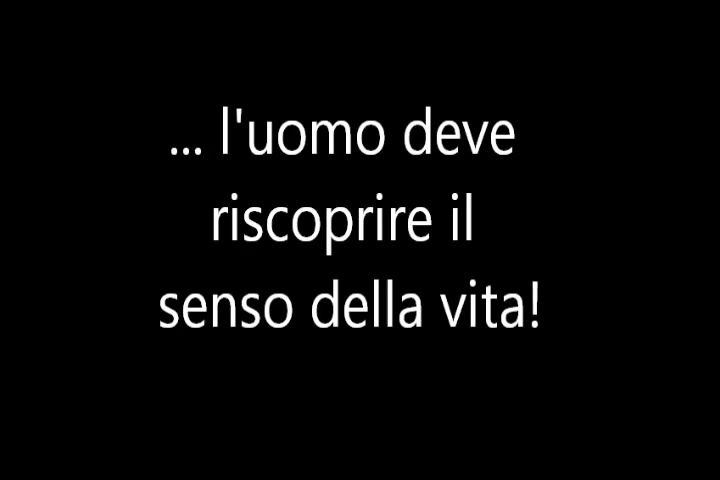 ... l'uomo deve
riscoprire il
senso della vita!